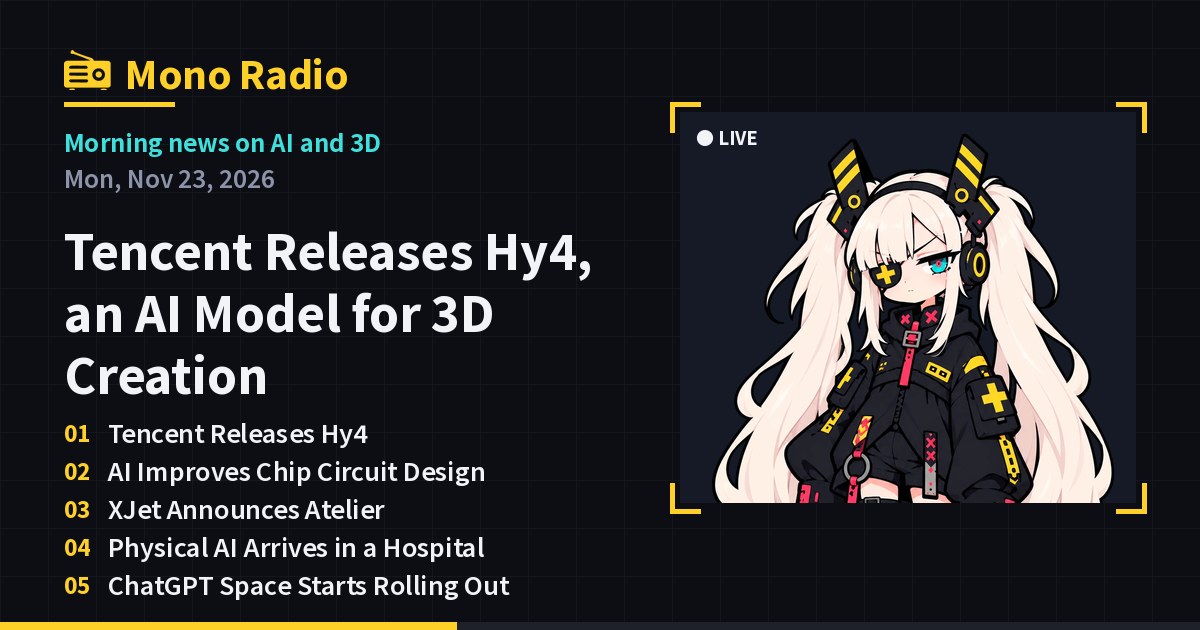 Mono Radio
Morning news on AI and 3D
Mon, Nov 23, 2026
Tencent Releases Hy4,
an AI Model for 3D
Creation
01 Tencent Releases Hy4
02 AI Improves Chip Circuit Design
03 XJet Announces Atelier
04 Physical AI Arrives in a Hospital
05 ChatGPT Space Starts Rolling Out
LIVE